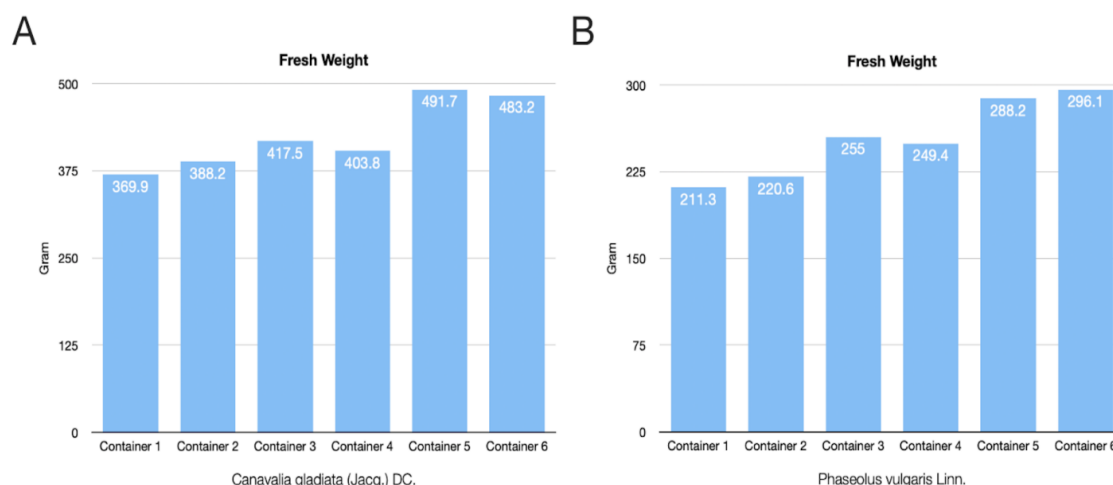 A
Fresh Weight
500
375
250
125
0
Gram
369.9
388.2
417.5
403.8
491.7
483.2
Container 1
Container 2
Container 3
Container 4
Container 5
Container 6
Canavalia gladiata (Jacq.) DC.
B
Fresh Weight
300
225
150
75
0
Gram
211.3
220.6
255
249.4
288.2
296.1
Container 1
Container 2
Container 3
Container 4
Container 5
Container 6
Phaseolus vulgaris Linn.